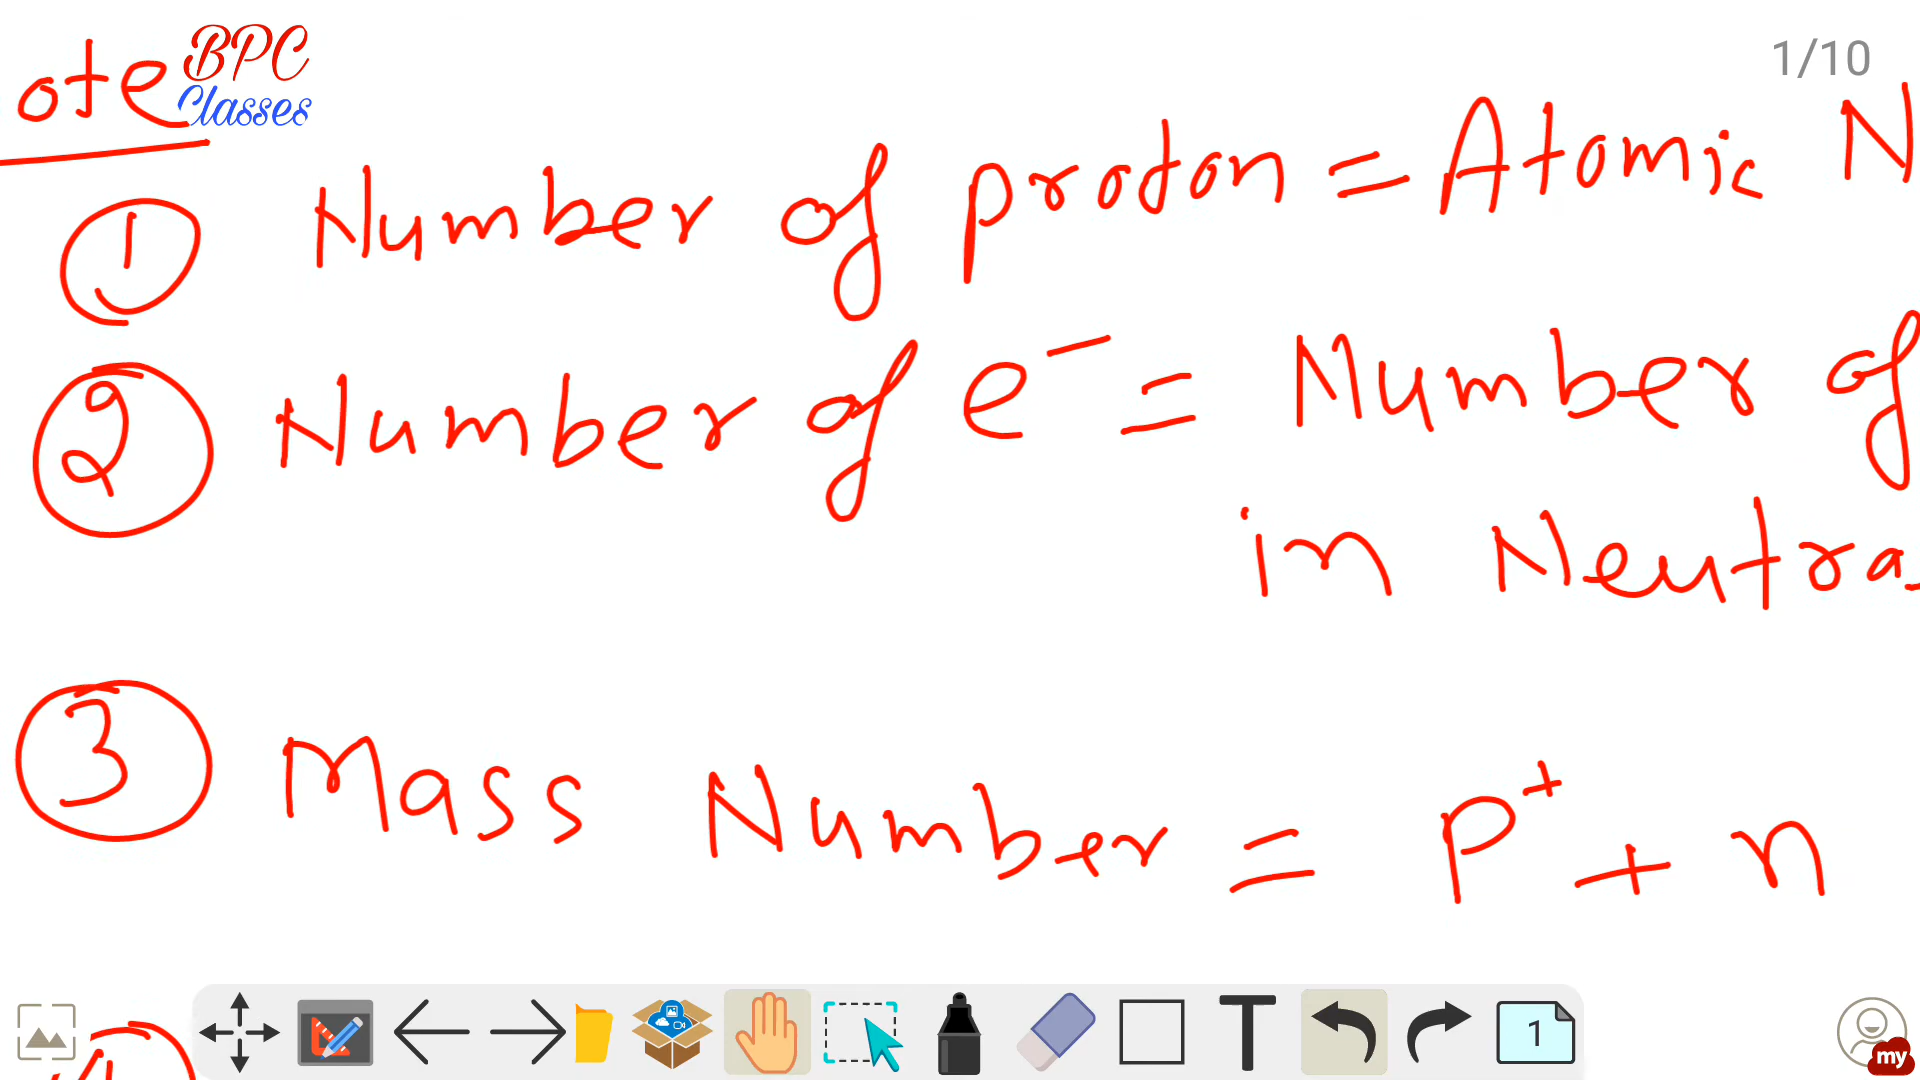 ote
BPC
Classes
1/10
① Number of proton = Atomic N
② Number of e⁻ = Number of
in Neutra
③ Mass Number = P⁺ + n
1
my